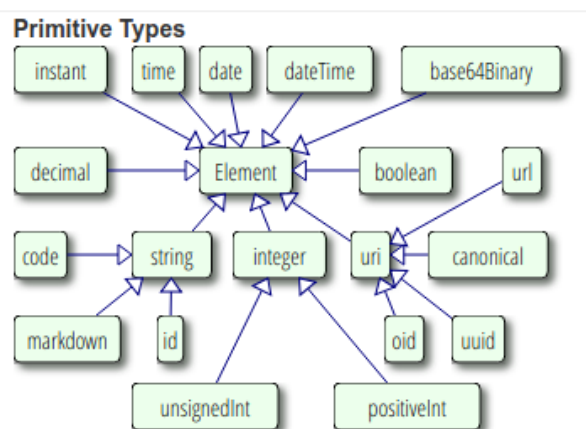 Primitive Types
instant time date dateTime base64Binary
decimal Element boolean url
code string integer uri canonical
markdown id oid uuid
unsignedInt positiveInt